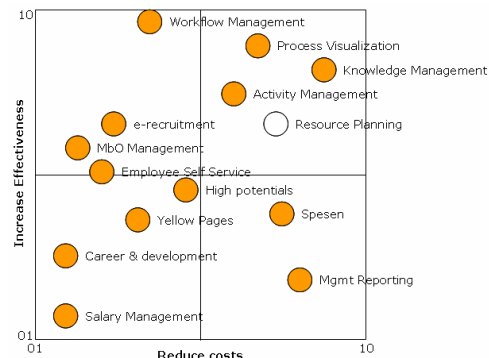 10
Workflow Management
Process Visualization
Knowledge Management
Activity Management
e-recruitment
Resource Planning
MbO Management
Employee Self Service
High potentials
Yellow Pages
Spesen
Career & development
Mgmt Reporting
Salary Management
Increase Effectiveness
01
01
Reduce costs
10